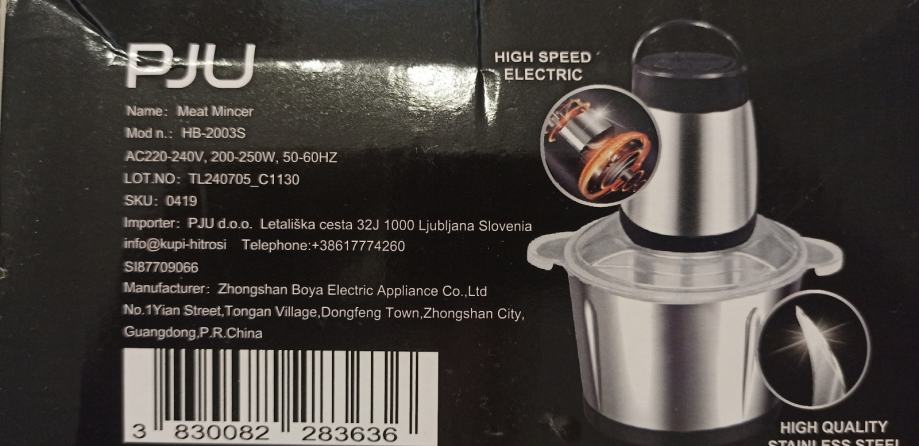 PJU
Name: Meat Mincer
Mod n.: HB-2003S
AC220-240V, 200-250W, 50-60HZ
LOT.NO: TL240705_C1130
SKU: 0419
Importer: PJU d.o.o. Letališka cesta 32J 1000 Ljubljana Slovenia
info@kupi-hitrosi Telephone:+38617774260
SI87709066
Manufacturer: Zhongshan Boya Electric Appliance Co.,Ltd
No.1Yian Street,Tongan Village,Dongfeng Town,Zhongshan City,
Guangdong,P.R.China
3 830082 283636
HIGH SPEED
ELECTRIC
HIGH QUALITY
STAINLESS STEEL